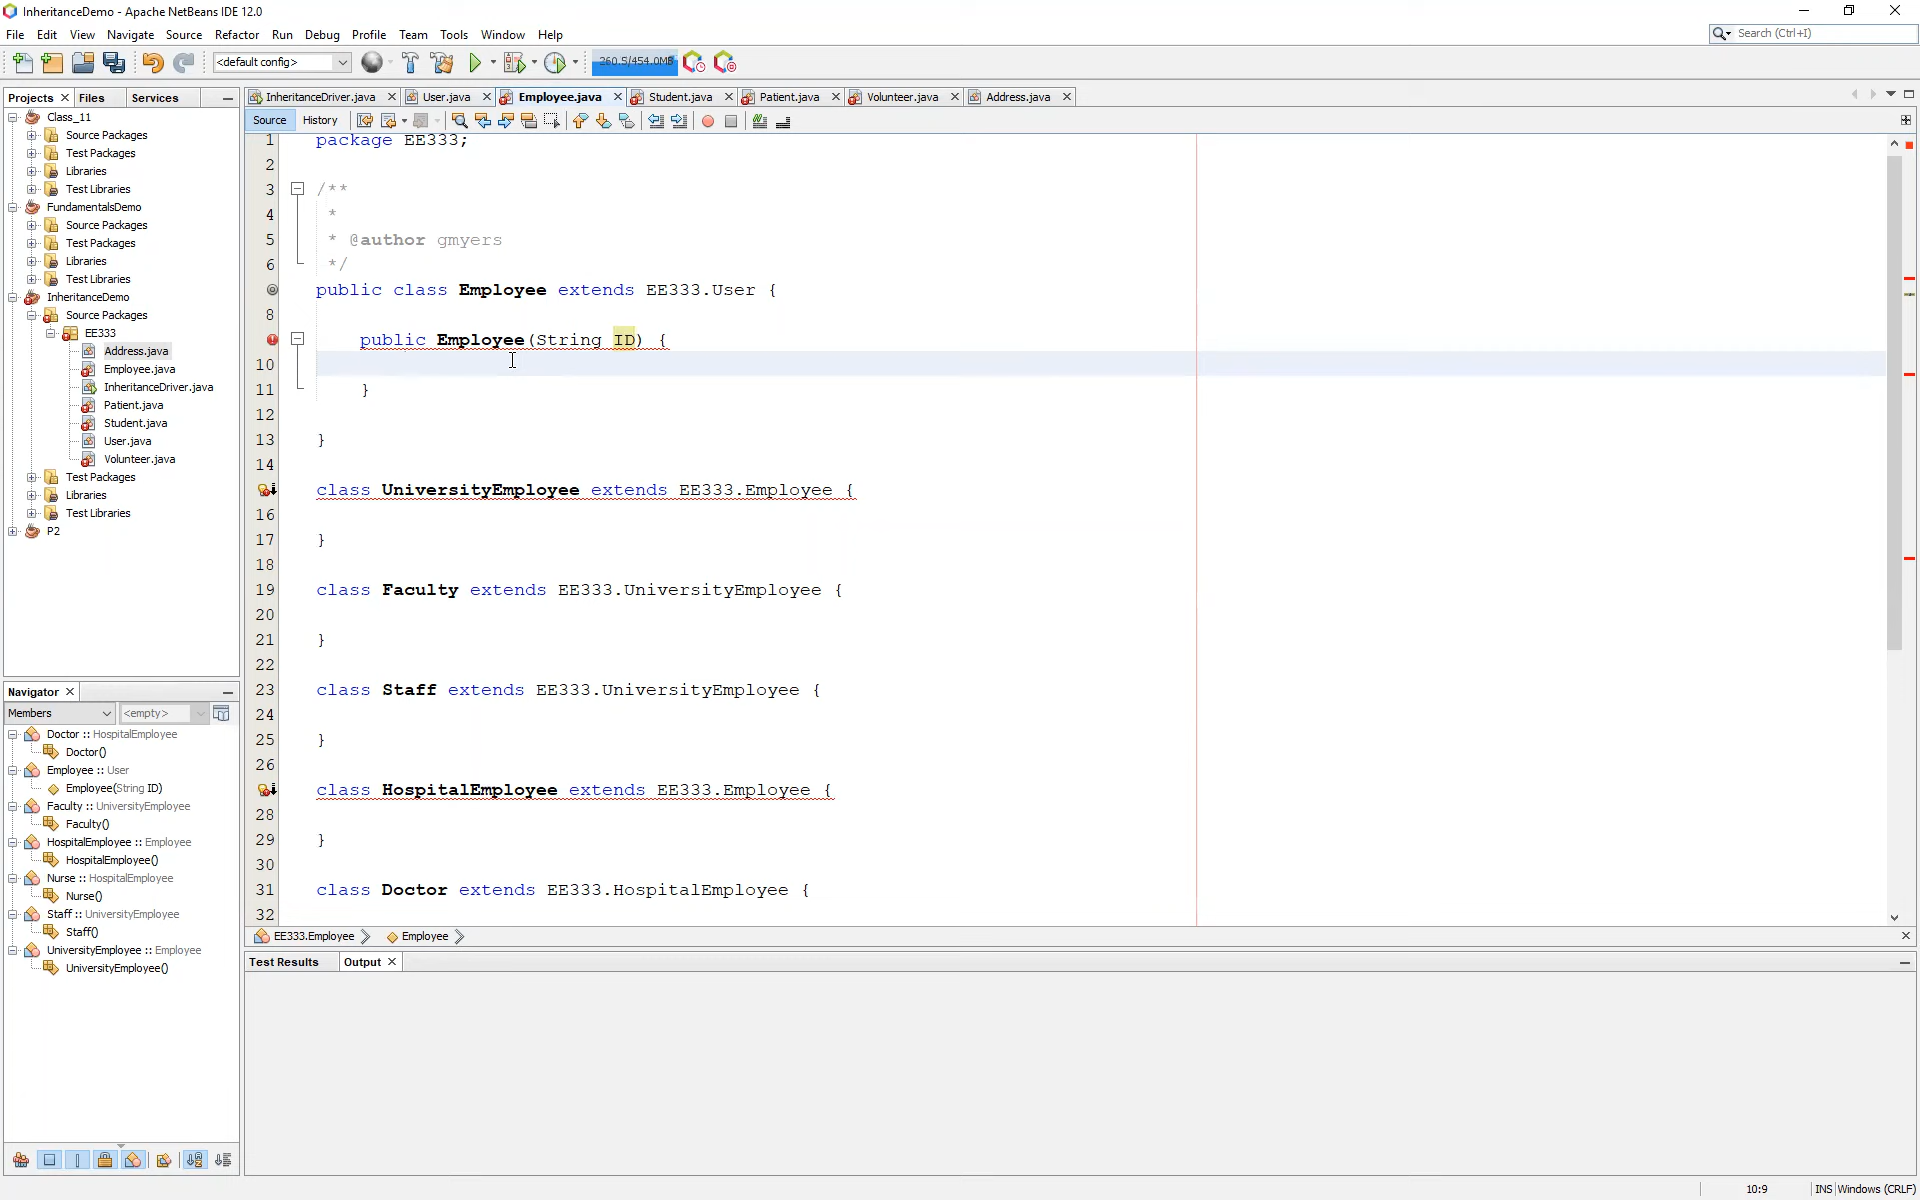 InheritanceDemo - Apache NetBeans IDE 12.0
File Edit View Navigate Source Refactor Run Debug Profile Team Tools Window Help
Search (Ctrl+I)
<default config>
260.5/454.0MB
Projects Files Services
InheritanceDriver.java User.java Employee.java Student.java Patient.java Volunteer.java Address.java
Source History
Class_11
Source Packages
Test Packages
Libraries
Test Libraries
FundamentalsDemo
Source Packages
Test Packages
Libraries
Test Libraries
InheritanceDemo
Source Packages
EE333
Address.java
Employee.java
InheritanceDriver.java
Patient.java
Student.java
User.java
Volunteer.java
Test Packages
Libraries
Test Libraries
P2
Navigator
Members <empty>
Doctor :: HospitalEmployee
Doctor()
Employee :: User
Employee(String ID)
Faculty :: UniversityEmployee
Faculty()
HospitalEmployee :: Employee
HospitalEmployee()
Nurse :: HospitalEmployee
Nurse()
Staff :: UniversityEmployee
Staff()
UniversityEmployee :: Employee
UniversityEmployee()
1 package EE333;
2
3 /**
4 *
5 * @author gmyers
6 */
public class Employee extends EE333.User {
8
public Employee(String ID) {
10
11 }
12
13 }
14
class UniversityEmployee extends EE333.Employee {
16
17 }
18
19 class Faculty extends EE333.UniversityEmployee {
20
21 }
22
23 class Staff extends EE333.UniversityEmployee {
24
25 }
26
class HospitalEmployee extends EE333.Employee {
28
29 }
30
31 class Doctor extends EE333.HospitalEmployee {
32
EE333.Employee Employee
Test Results Output
10:9 INS Windows (CRLF)